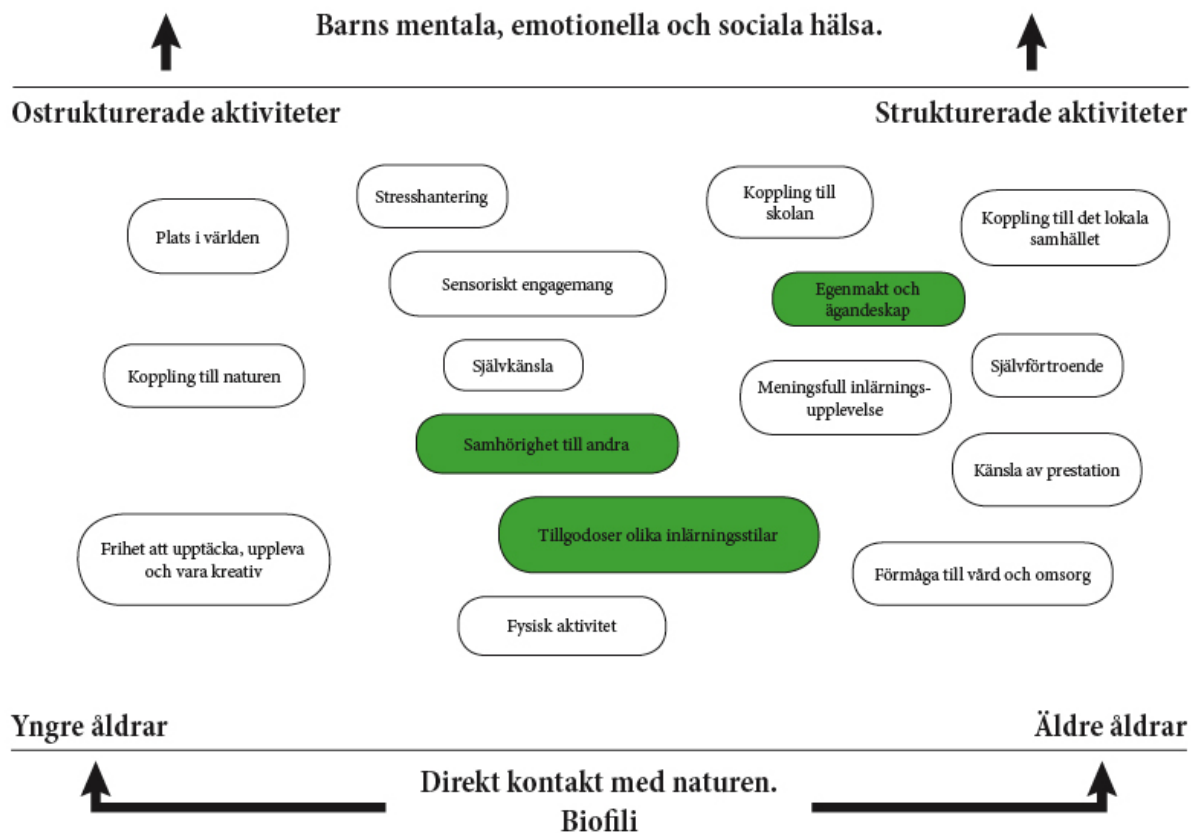 Barns mentala, emotionella och sociala hälsa.
Ostrukturerade aktiviteter
Strukturerade aktiviteter
Stresshantering
Koppling till
skolan
Plats i världen
Koppling till det lokala
samhället
Sensoriskt engagemang
Egenmakt och
ägandeskap
Koppling till naturen
Självkänsla
Meningsfull inlärnings-
upplevelse
Självförtroende
Samhörighet till andra
Känsla av prestation
Tillgodoser olika inlärningsstilar
Frihet att upptäcka, uppleva
och vara kreativ
Förmåga till vård och omsorg
Fysisk aktivitet
Yngre åldrar
Äldre åldrar
Direkt kontakt med naturen.
Biofili